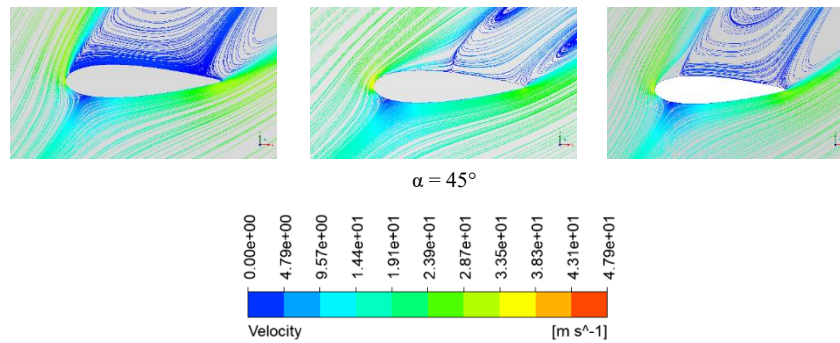 α = 45°
0.00e+00
4.79e+00
9.57e+00
1.44e+01
1.91e+01
2.39e+01
2.87e+01
3.35e+01
3.83e+01
4.31e+01
4.79e+01
Velocity [m s^-1]